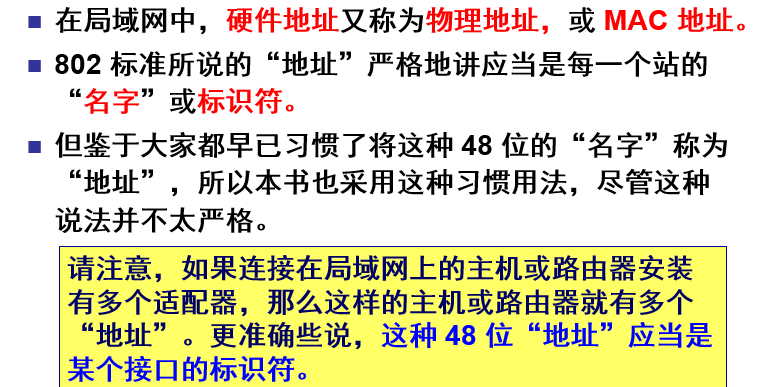 在局域网中，硬件地址又称为物理地址，或 MAC 地址。
802 标准所说的“地址”严格地讲应当是每一个站的
“名字”或标识符。
但鉴于大家都早已习惯了将这种 48 位的“名字”称为
“地址”，所以本书也采用这种习惯用法，尽管这种
说法并不太严格。
请注意，如果连接在局域网上的主机或路由器安装
有多个适配器，那么这样的主机或路由器就有多个
“地址”。更准确些说，这种 48 位“地址”应当是
某个接口的标识符。